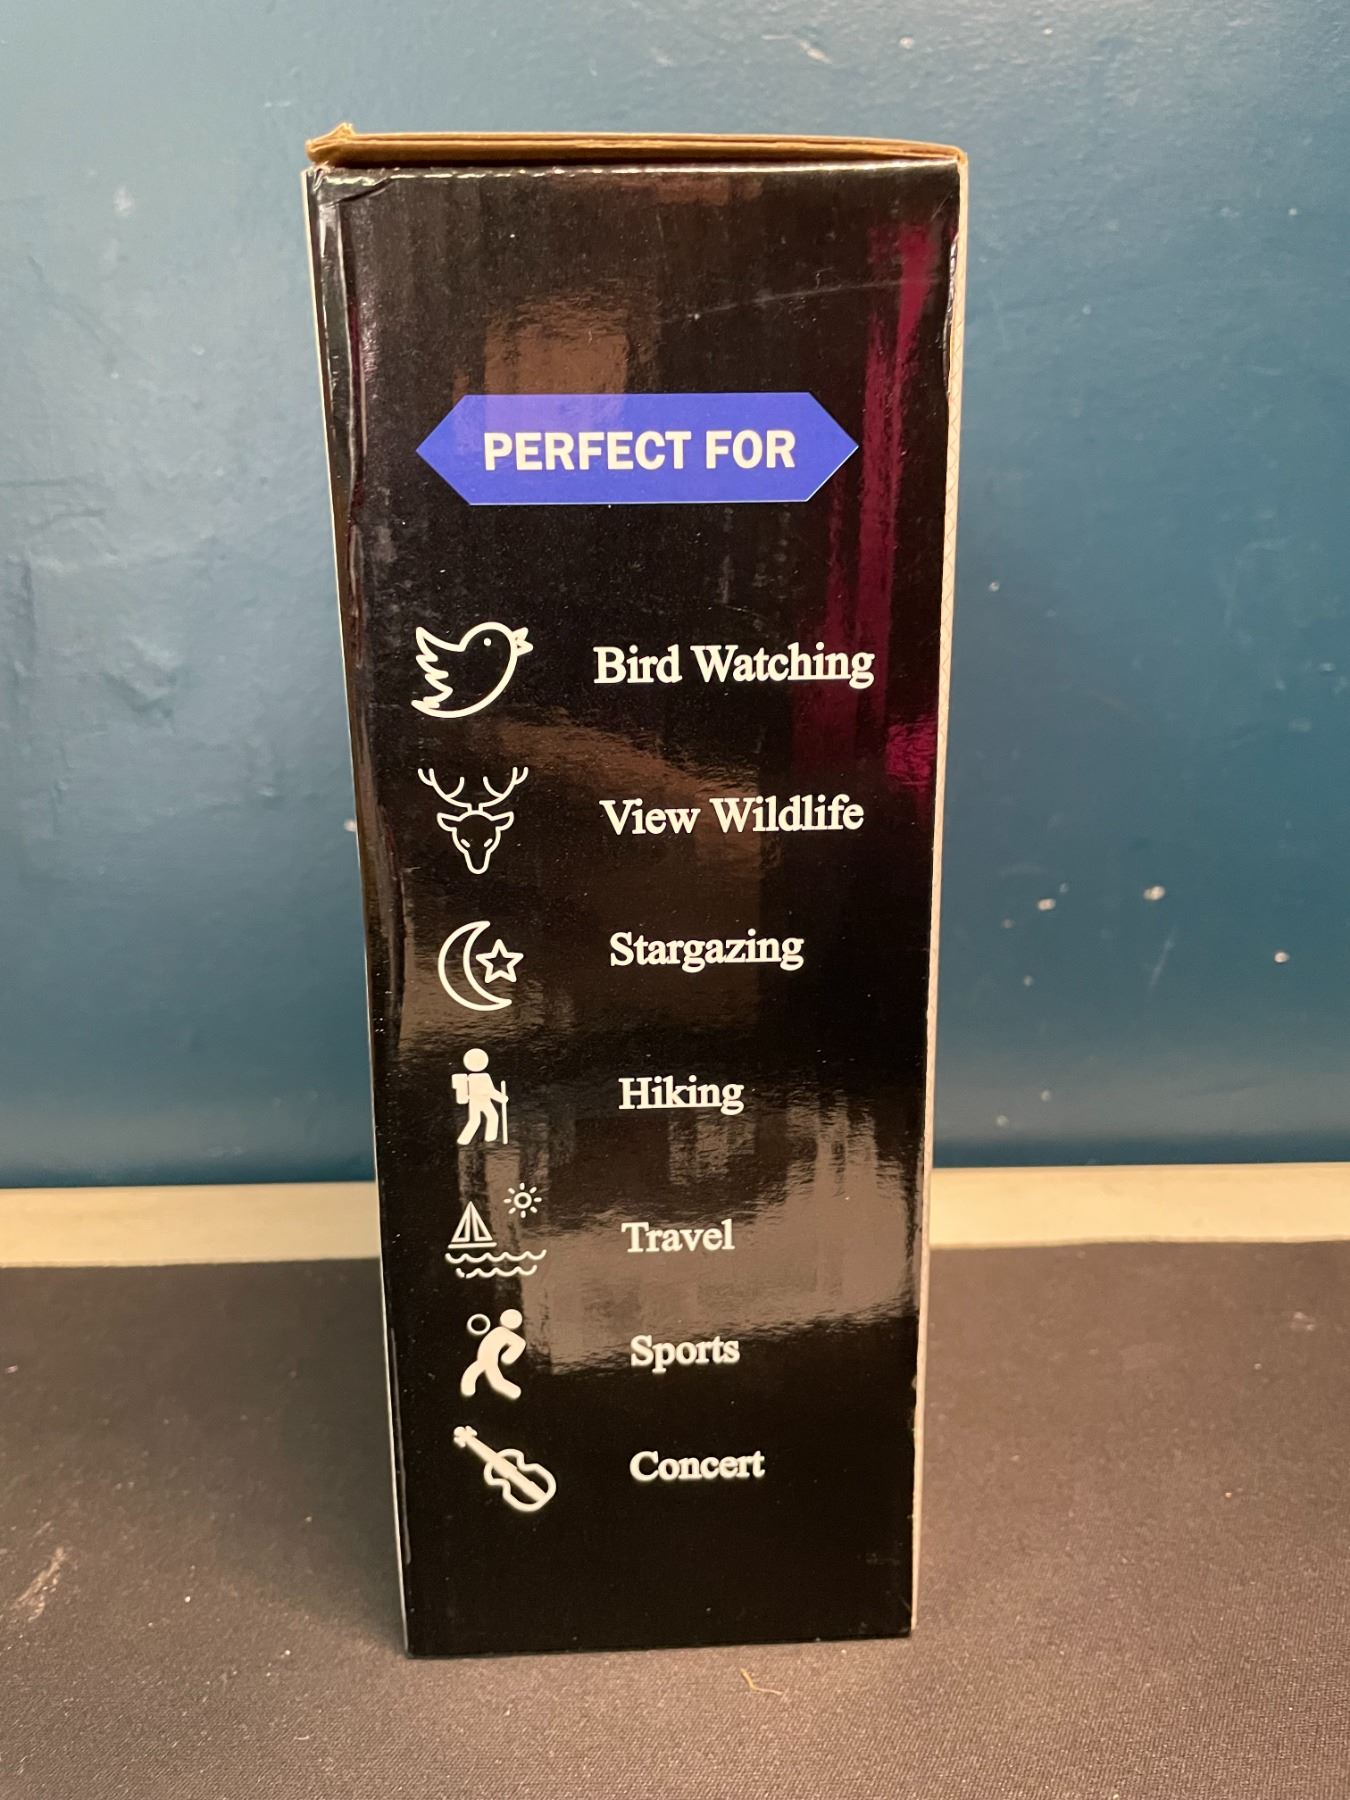 PERFECT FOR
Bird Watching
View Wildlife
Stargazing
Hiking
Travel
Sports
Concert